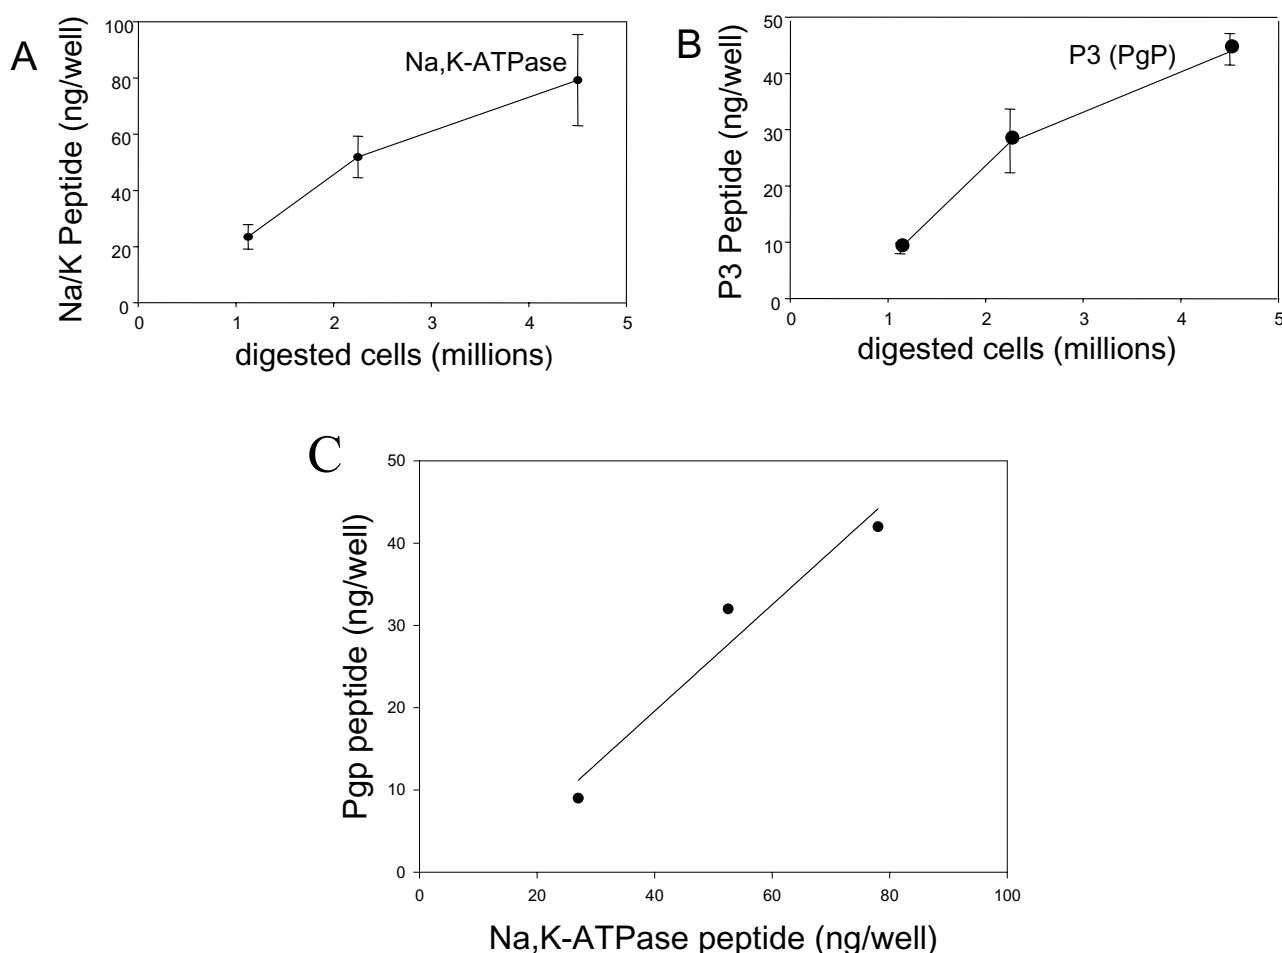 A
Na/K Peptide (ng/well)
100
80
60
40
20
0
Na,K-ATPase
0 1 2 3 4 5
digested cells (millions)
B
P3 Peptide (ng/well)
50
40
30
20
10
0
P3 (PgP)
0 1 2 3 4 5
digested cells (millions)
C
Pgp peptide (ng/well)
50
40
30
20
10
0
0 20 40 60 80 100
Na,K-ATPase peptide (ng/well)